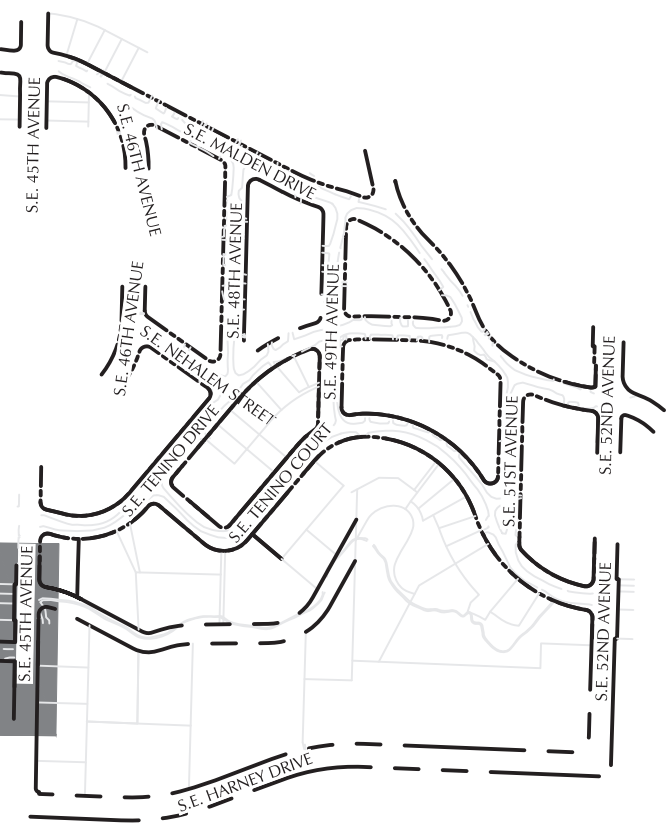 S.E. 45TH AVENUE
S.E. 46TH AVENUE
S.E. MALDEN DRIVE
S.E. 48TH AVENUE
S.E. 49TH AVENUE
S.E. 46TH AVENUE
S.E. NEHALEM STREET
S.E. 52ND AVENUE
S.E. 51ST AVENUE
S.E. TENINO DRIVE
S.E. TENINO COURT
S.E. 45TH AVENUE
S.E. 52ND AVENUE
S.E. HARNEY DRIVE